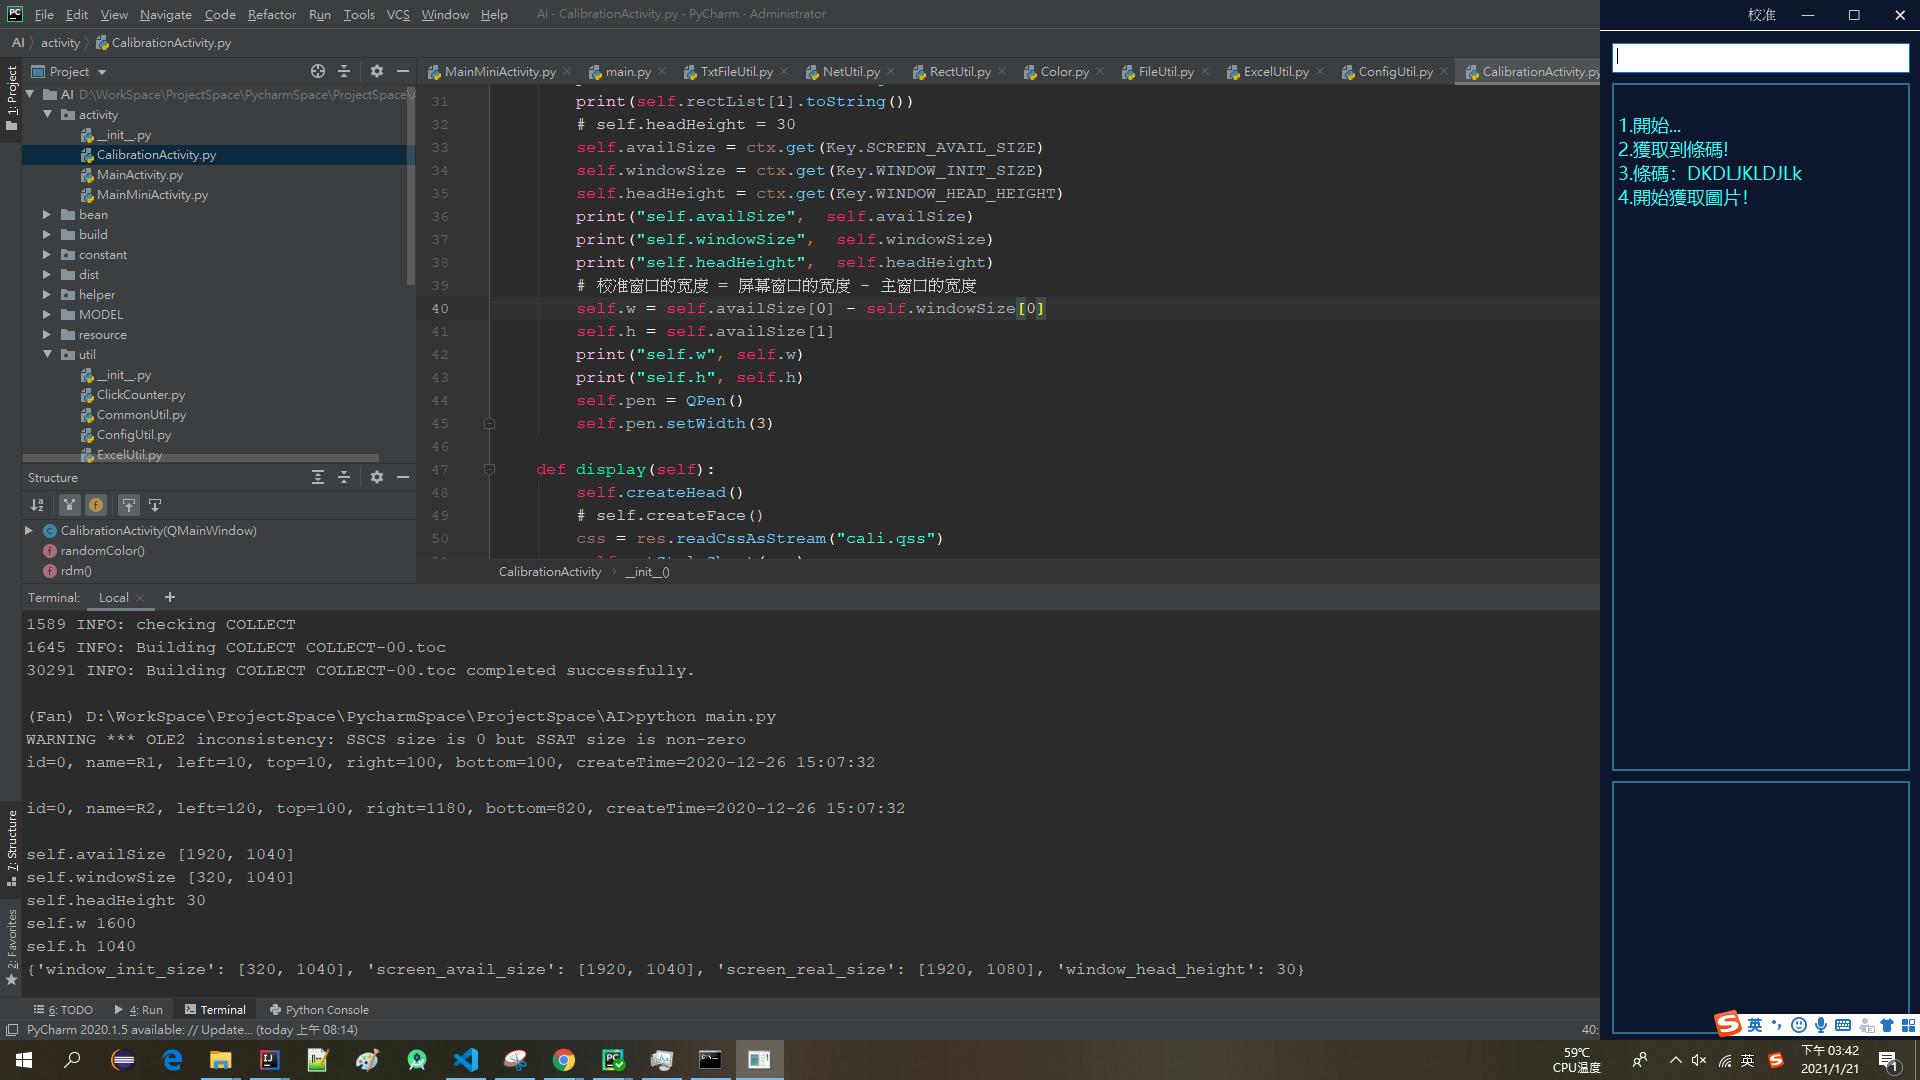 File Edit View Navigate Code Refactor Run Tools VCS Window Help AI - CalibrationActivity.py - PyCharm - Administrator
AI activity CalibrationActivity.py
Project
MainMiniActivity.py main.py TxtFileUtil.py NetUtil.py RectUtil.py Color.py FileUtil.py ExcelUtil.py ConfigUtil.py CalibrationActivity.py
1: Project
AI D:\WorkSpace\ProjectSpace\PycharmSpace\ProjectSpace\
activity
__init__.py
CalibrationActivity.py
MainActivity.py
MainMiniActivity.py
bean
build
constant
dist
helper
MODEL
resource
util
__init__.py
ClickCounter.py
CommonUtil.py
ConfigUtil.py
ExcelUtil.py
31 print(self.rectList[1].toString())
32 # self.headHeight = 30
33 self.availSize = ctx.get(Key.SCREEN_AVAIL_SIZE)
34 self.windowSize = ctx.get(Key.WINDOW_INIT_SIZE)
35 self.headHeight = ctx.get(Key.WINDOW_HEAD_HEIGHT)
36 print("self.availSize", self.availSize)
37 print("self.windowSize", self.windowSize)
38 print("self.headHeight", self.headHeight)
39 # 校准窗口的宽度 = 屏幕窗口的宽度 - 主窗口的宽度
40 self.w = self.availSize[0] - self.windowSize[0]
41 self.h = self.availSize[1]
42 print("self.w", self.w)
43 print("self.h", self.h)
44 self.pen = QPen()
45 self.pen.setWidth(3)
46
47 def display(self):
48 self.createHead()
49 # self.createFace()
50 css = res.readCssAsStream("cali.qss")
CalibrationActivity __init__()
Structure
CalibrationActivity(QMainWindow)
randomColor()
rdm()
Terminal: Local +
1589 INFO: checking COLLECT
1645 INFO: Building COLLECT COLLECT-00.toc
30291 INFO: Building COLLECT COLLECT-00.toc completed successfully.
(Fan) D:\WorkSpace\ProjectSpace\PycharmSpace\ProjectSpace\AI>python main.py
WARNING *** OLE2 inconsistency: SSCS size is 0 but SSAT size is non-zero
id=0, name=R1, left=10, top=10, right=100, bottom=100, createTime=2020-12-26 15:07:32
id=0, name=R2, left=120, top=100, right=1180, bottom=820, createTime=2020-12-26 15:07:32
self.availSize [1920, 1040]
self.windowSize [320, 1040]
self.headHeight 30
self.w 1600
self.h 1040
{'window_init_size': [320, 1040], 'screen_avail_size': [1920, 1040], 'screen_real_size': [1920, 1080], 'window_head_height': 30}
7: Structure
2: Favorites
6: TODO 4: Run Terminal Python Console
PyCharm 2020.1.5 available: // Update... (today 上午 08:14)
40:
校准
1.開始...
2.獲取到條碼!
3.條碼：DKDLJKLDJLk
4.開始獲取圖片!
英
59℃
CPU温度
英
下午 03:42
2021/1/21
1